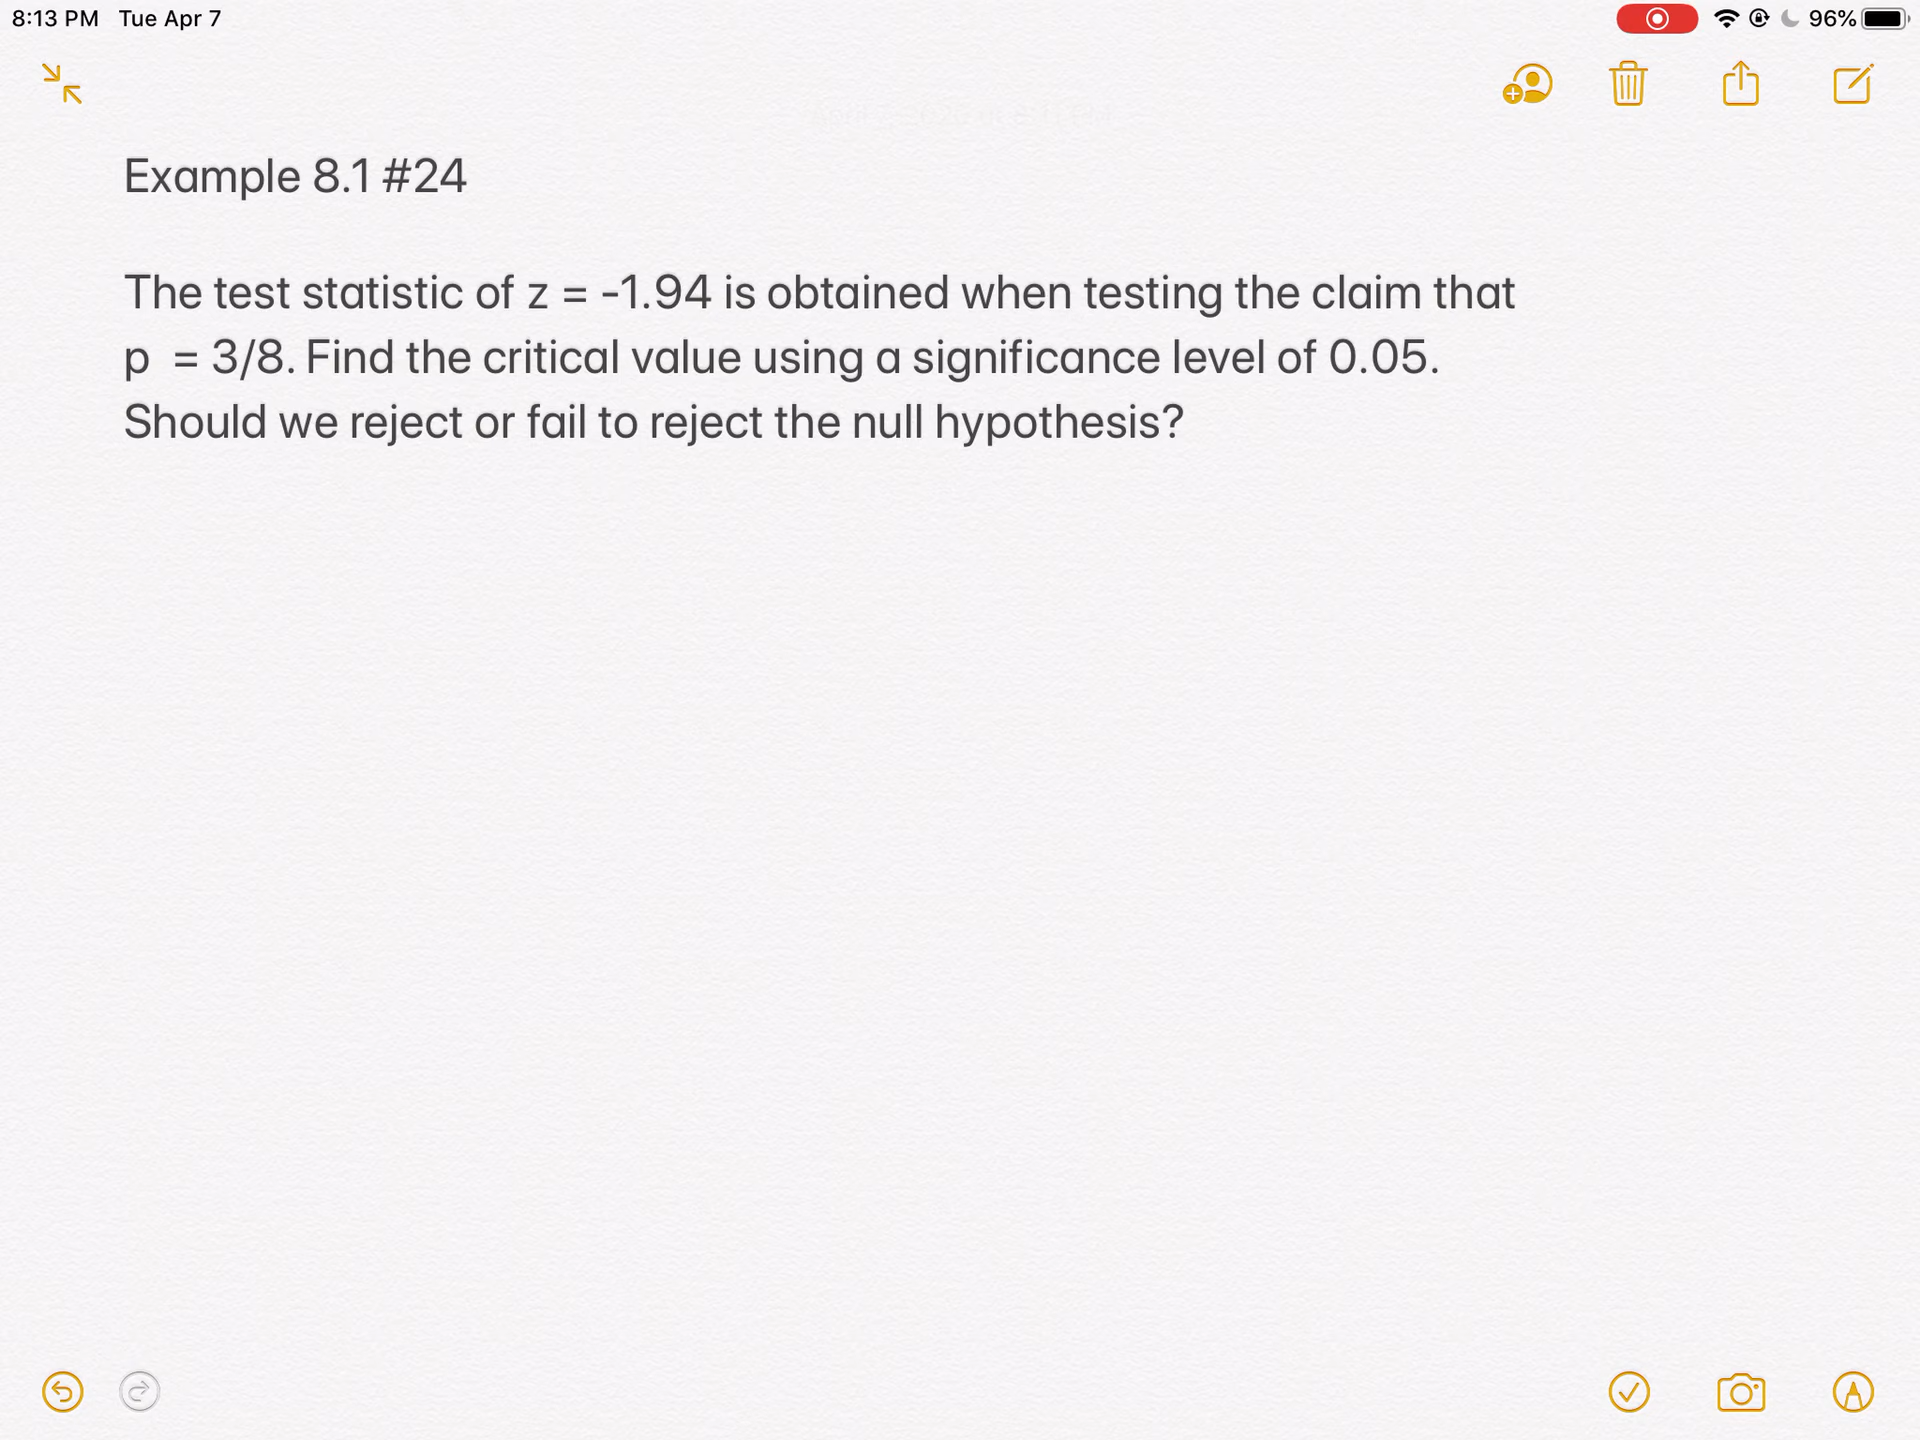 8:13 PM Tue Apr 7
96%
Example 8.1 #24
The test statistic of z = -1.94 is obtained when testing the claim that
p  = 3/8. Find the critical value using a significance level of 0.05.
Should we reject or fail to reject the null hypothesis?